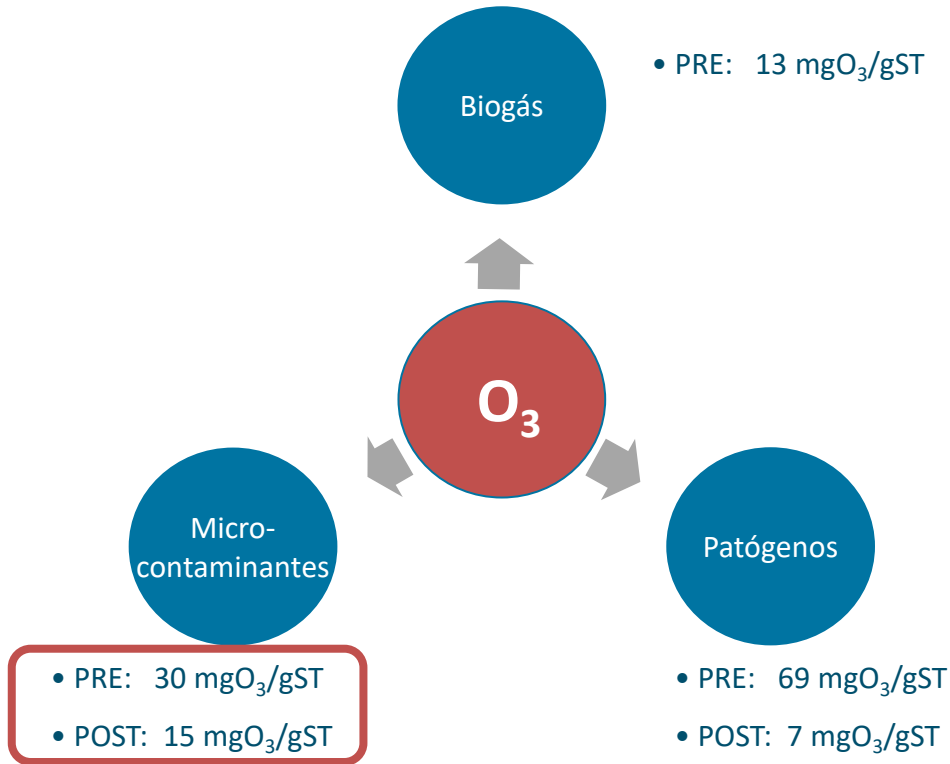 • PRE: 13 mgO₃/gST
Biogás
O₃
Micro-
contaminantes
Patógenos
• PRE: 30 mgO₃/gST
• POST: 15 mgO₃/gST
• PRE: 69 mgO₃/gST
• POST: 7 mgO₃/gST